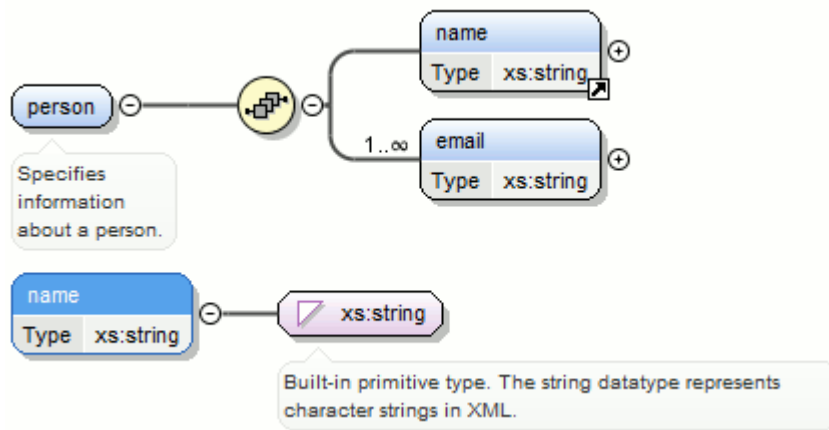 name
Type xs:string
person
1..∞
email
Type xs:string
Specifies
information
about a person.
name
Type xs:string
xs:string
Built-in primitive type. The string datatype represents
character strings in XML.